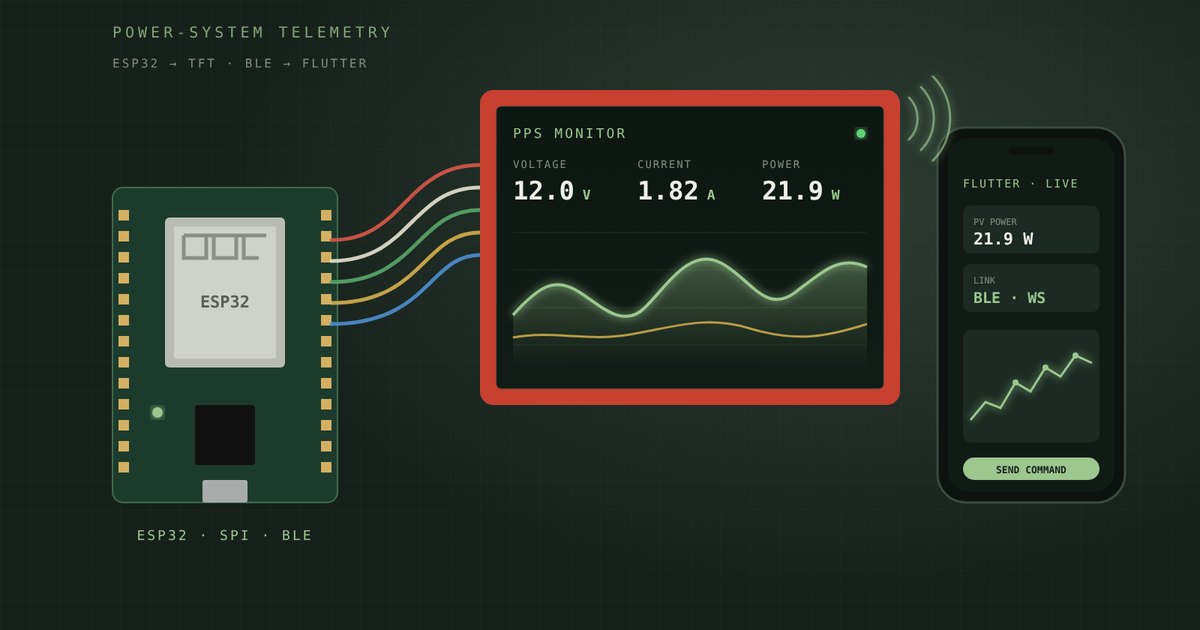 POWER-SYSTEM TELEMETRY
ESP32 → TFT · BLE → FLUTTER
PPS MONITOR
VOLTAGE CURRENT POWER
12.0 V 1.82 A 21.9 W
FLUTTER · LIVE
PV POWER
21.9 W
LINK
BLE · WS
SEND COMMAND
ESP32
ESP32 · SPI · BLE